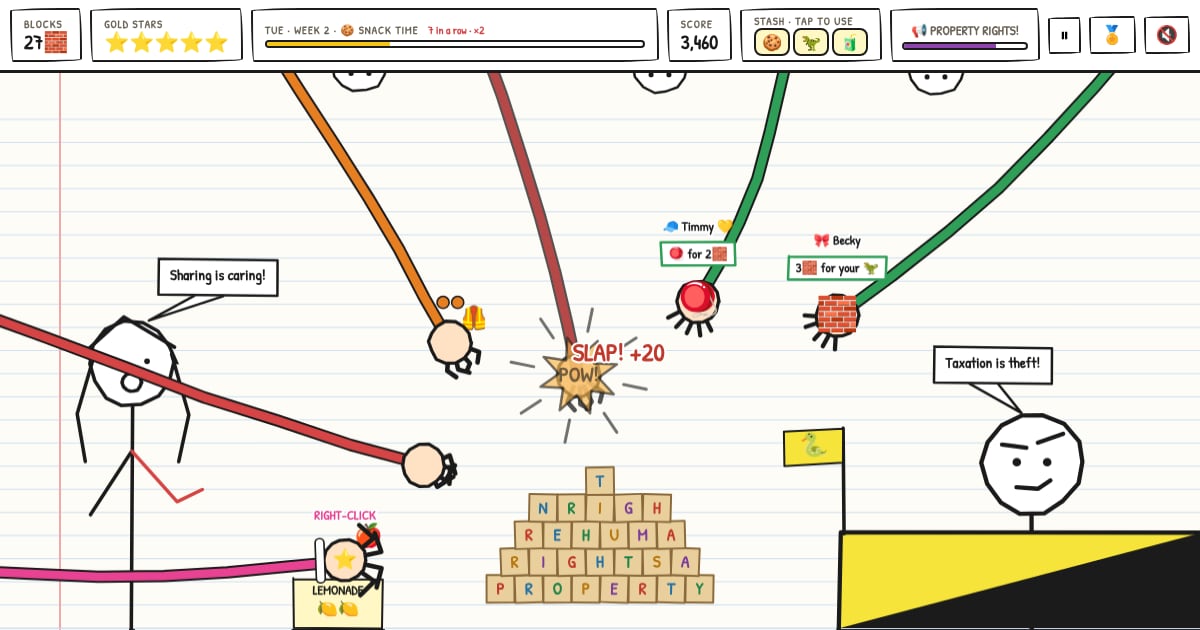 BLOCKS
27
GOLD STARS
TUE · WEEK 2 · SNACK TIME 7 in a row · ×2
SCORE
3,460
STASH · TAP TO USE
PROPERTY RIGHTS!
Timmy
for 2
Becky
3 for your
Sharing is caring!
SLAP! +20
POW!
Taxation is theft!
RIGHT-CLICK
LEMONADE
T
N R I G H
R E H U M A
R I G H T S A
P R O P E R T Y